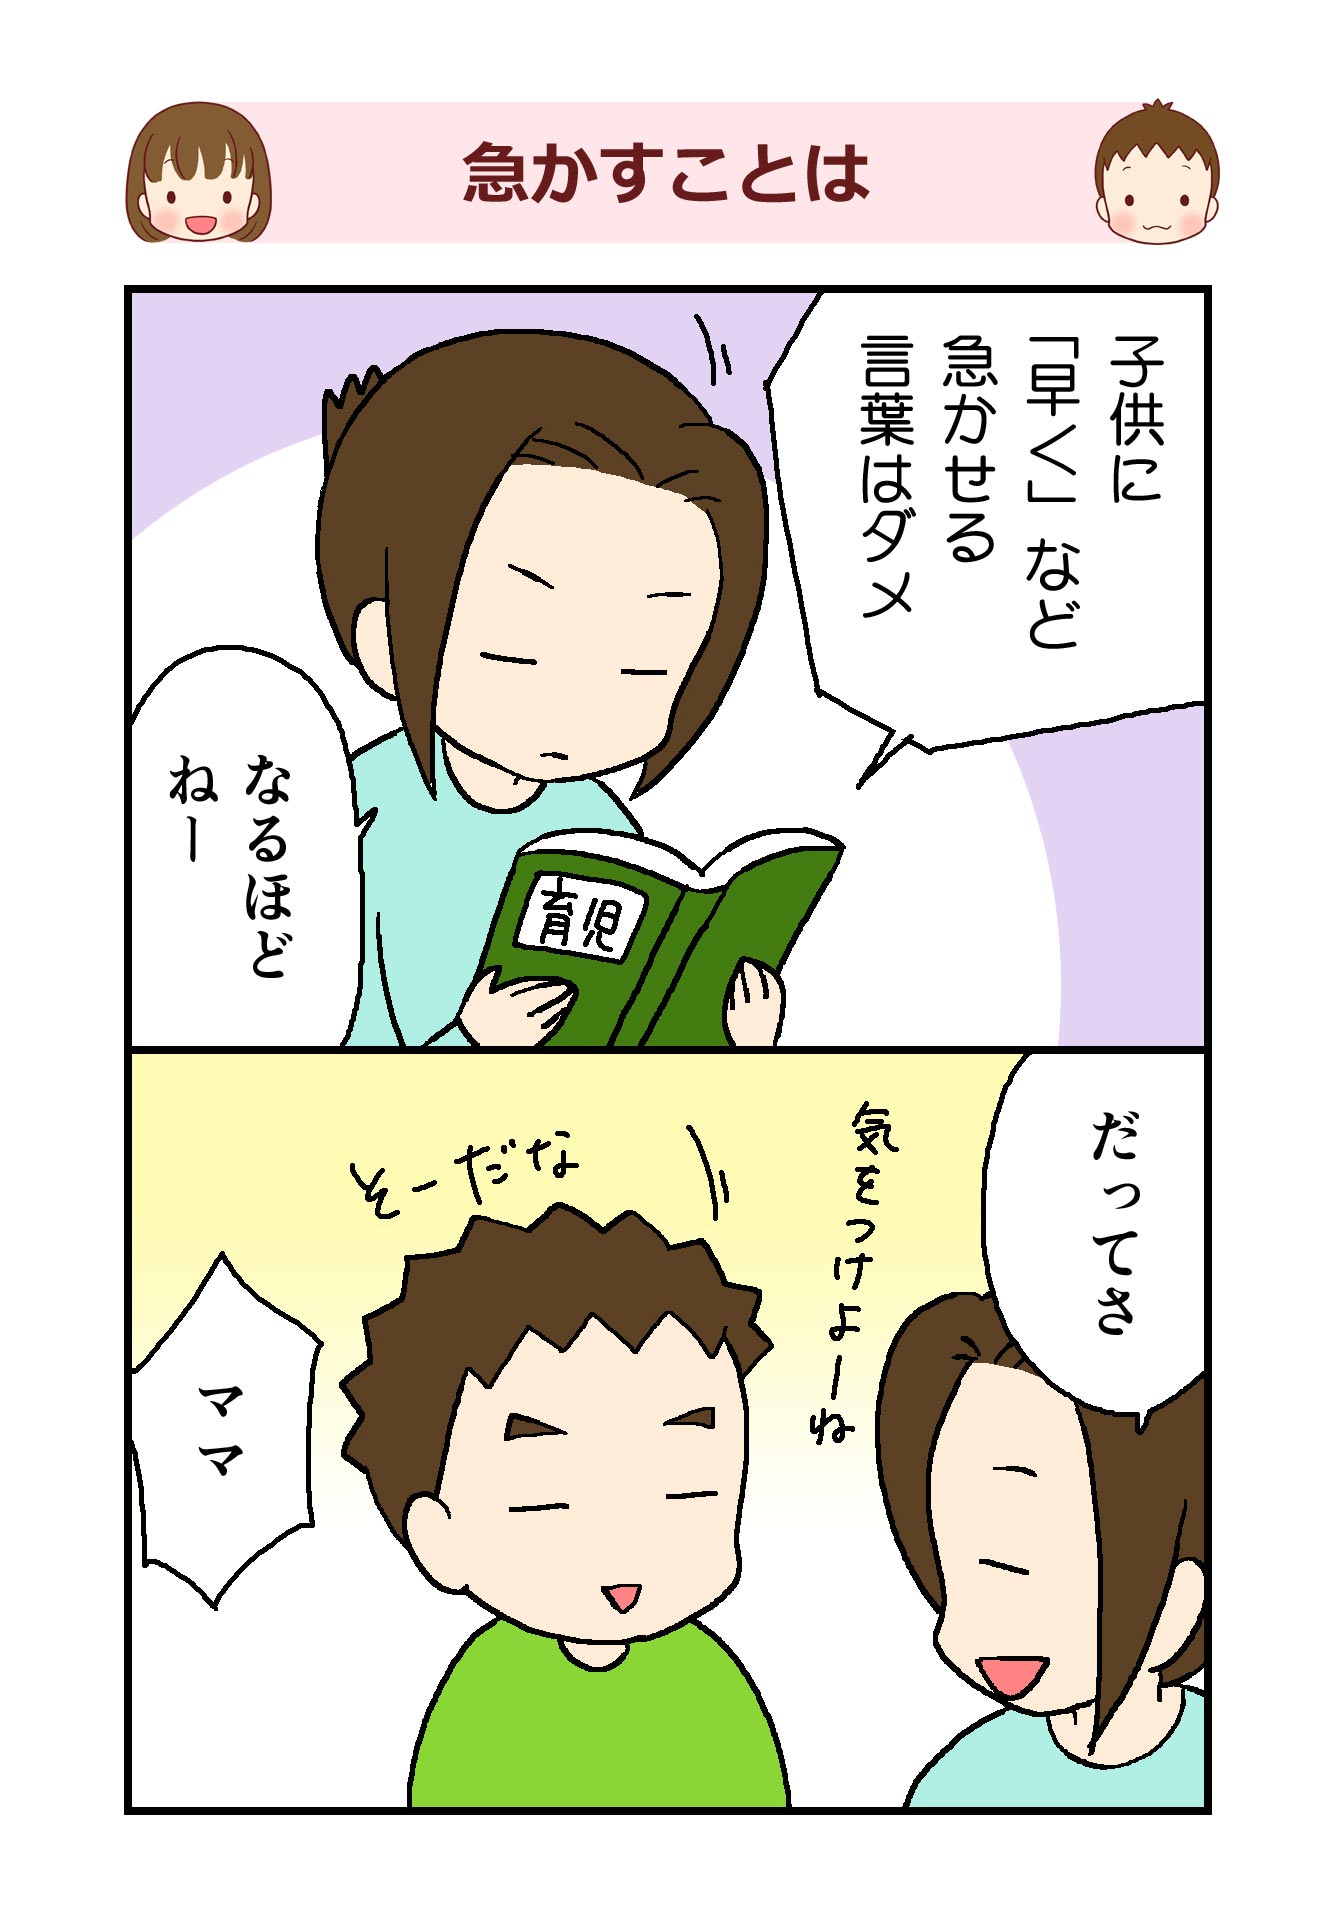 急かすことは
子供に
「早く」など
急かせる
言葉はダメ
なるほど
ねー
育児
だってさ
気をつけよーね
そーだな
ママ